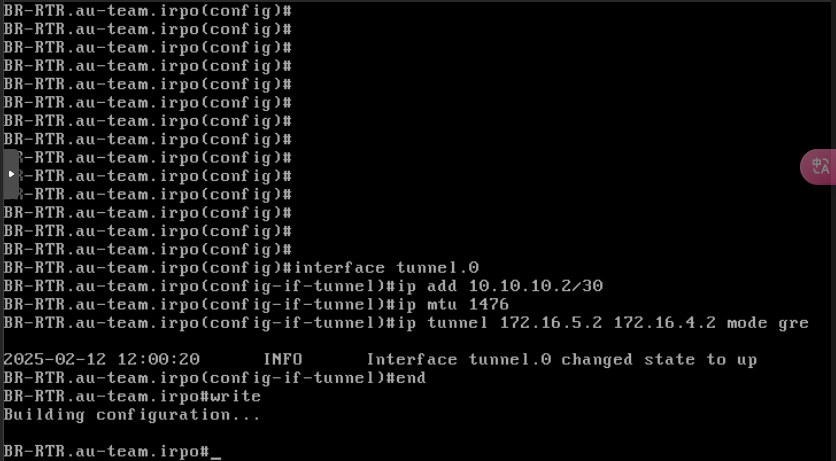 BR-RTR.au-team.irpo(config)#
BR-RTR.au-team.irpo(config)#
BR-RTR.au-team.irpo(config)#
BR-RTR.au-team.irpo(config)#
BR-RTR.au-team.irpo(config)#
BR-RTR.au-team.irpo(config)#
BR-RTR.au-team.irpo(config)#
BR-RTR.au-team.irpo(config)#
-RTR.au-team.irpo(config)#
-RTR.au-team.irpo(config)#
-RTR.au-team.irpo(config)#
BR-RTR.au-team.irpo(config)#
BR-RTR.au-team.irpo(config)#
BR-RTR.au-team.irpo(config)#
BR-RTR.au-team.irpo(config)#interface tunnel.0
BR-RTR.au-team.irpo(config-if-tunnel)#ip add 10.10.10.2/30
BR-RTR.au-team.irpo(config-if-tunnel)#ip mtu 1476
BR-RTR.au-team.irpo(config-if-tunnel)#ip tunnel 172.16.5.2 172.16.4.2 mode gre
2025-02-12 12:00:20 INFO Interface tunnel.0 changed state to up
BR-RTR.au-team.irpo(config-if-tunnel)#end
BR-RTR.au-team.irpo#write
Building configuration...
BR-RTR.au-team.irpo#_
中A